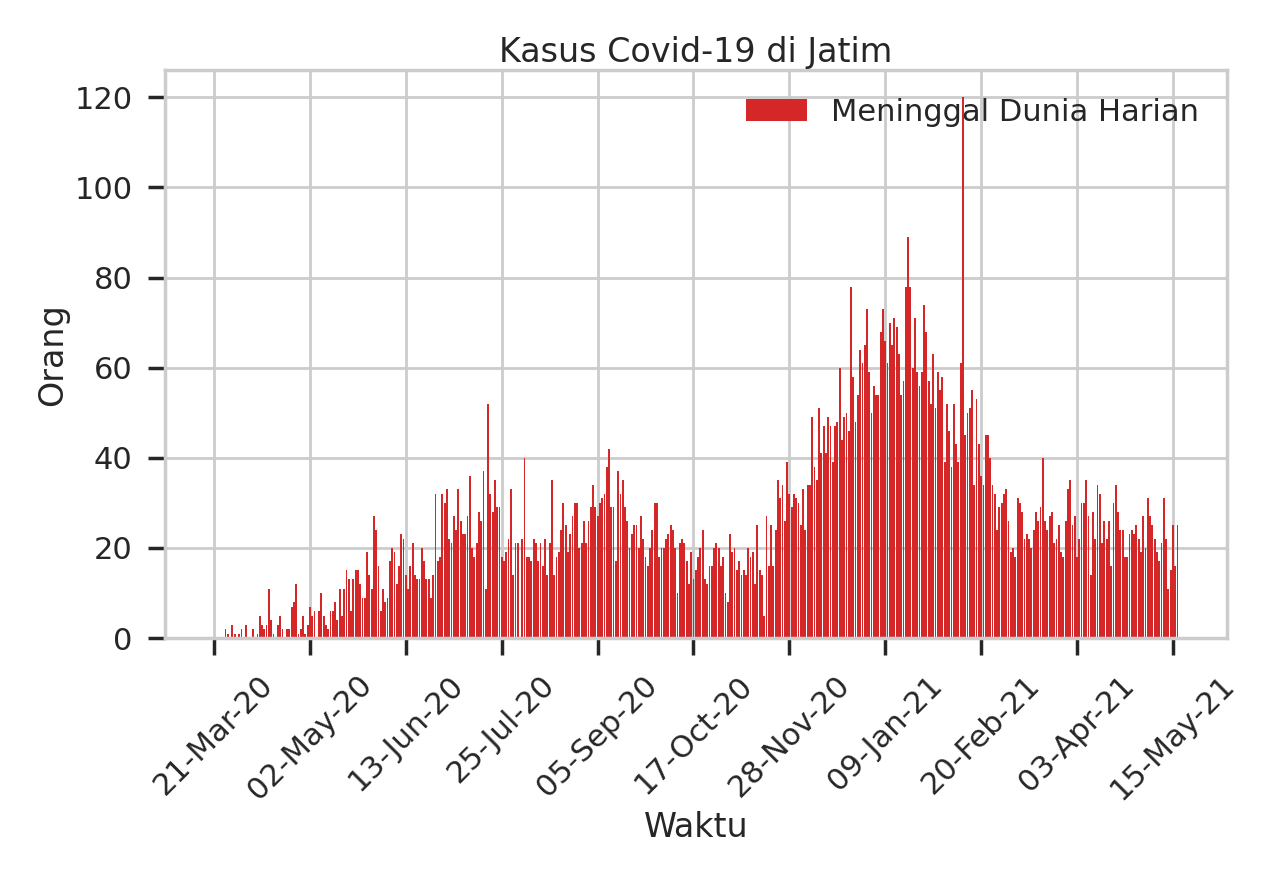 Kasus Covid-19 di Jatim
Meninggal Dunia Harian
120
100
80
60
40
20
0
Orang
21-Mar-20
02-May-20
13-Jun-20
25-Jul-20
05-Sep-20
17-Oct-20
28-Nov-20
09-Jan-21
20-Feb-21
03-Apr-21
15-May-21
Waktu